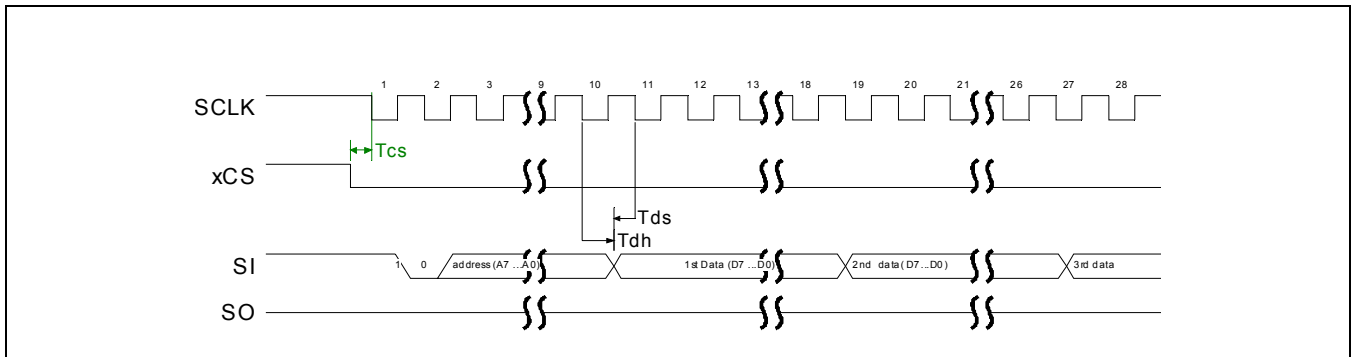 1 2 3 9 10 11 12 13 18 19 20 21 26 27 28
SCLK
Tcs
xCS
Tds
Tdh
SI 1 0 address(A7 ...A0) 1st Data (D7 ...D0) 2nd data( D7 ...D0) 3rd data
SO